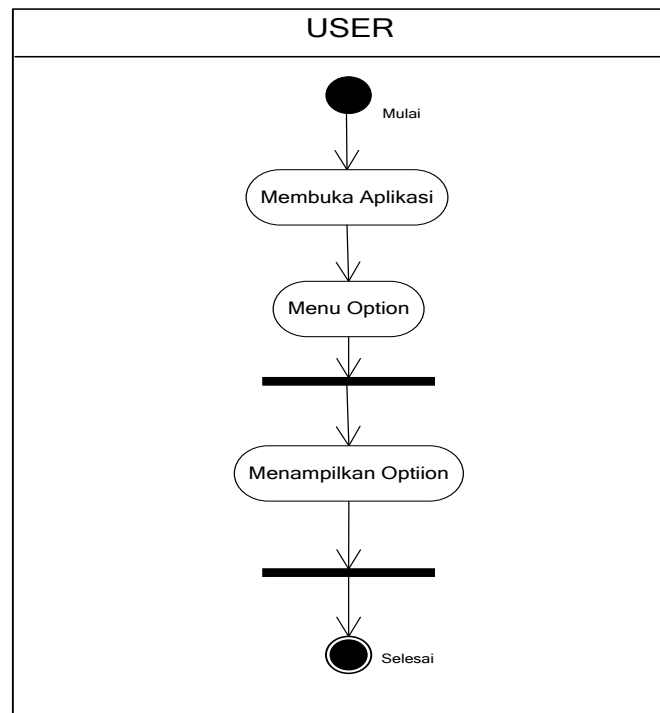 USER
Mulai
Membuka Aplikasi
Menu Option
Menampilkan Optiion
Selesai